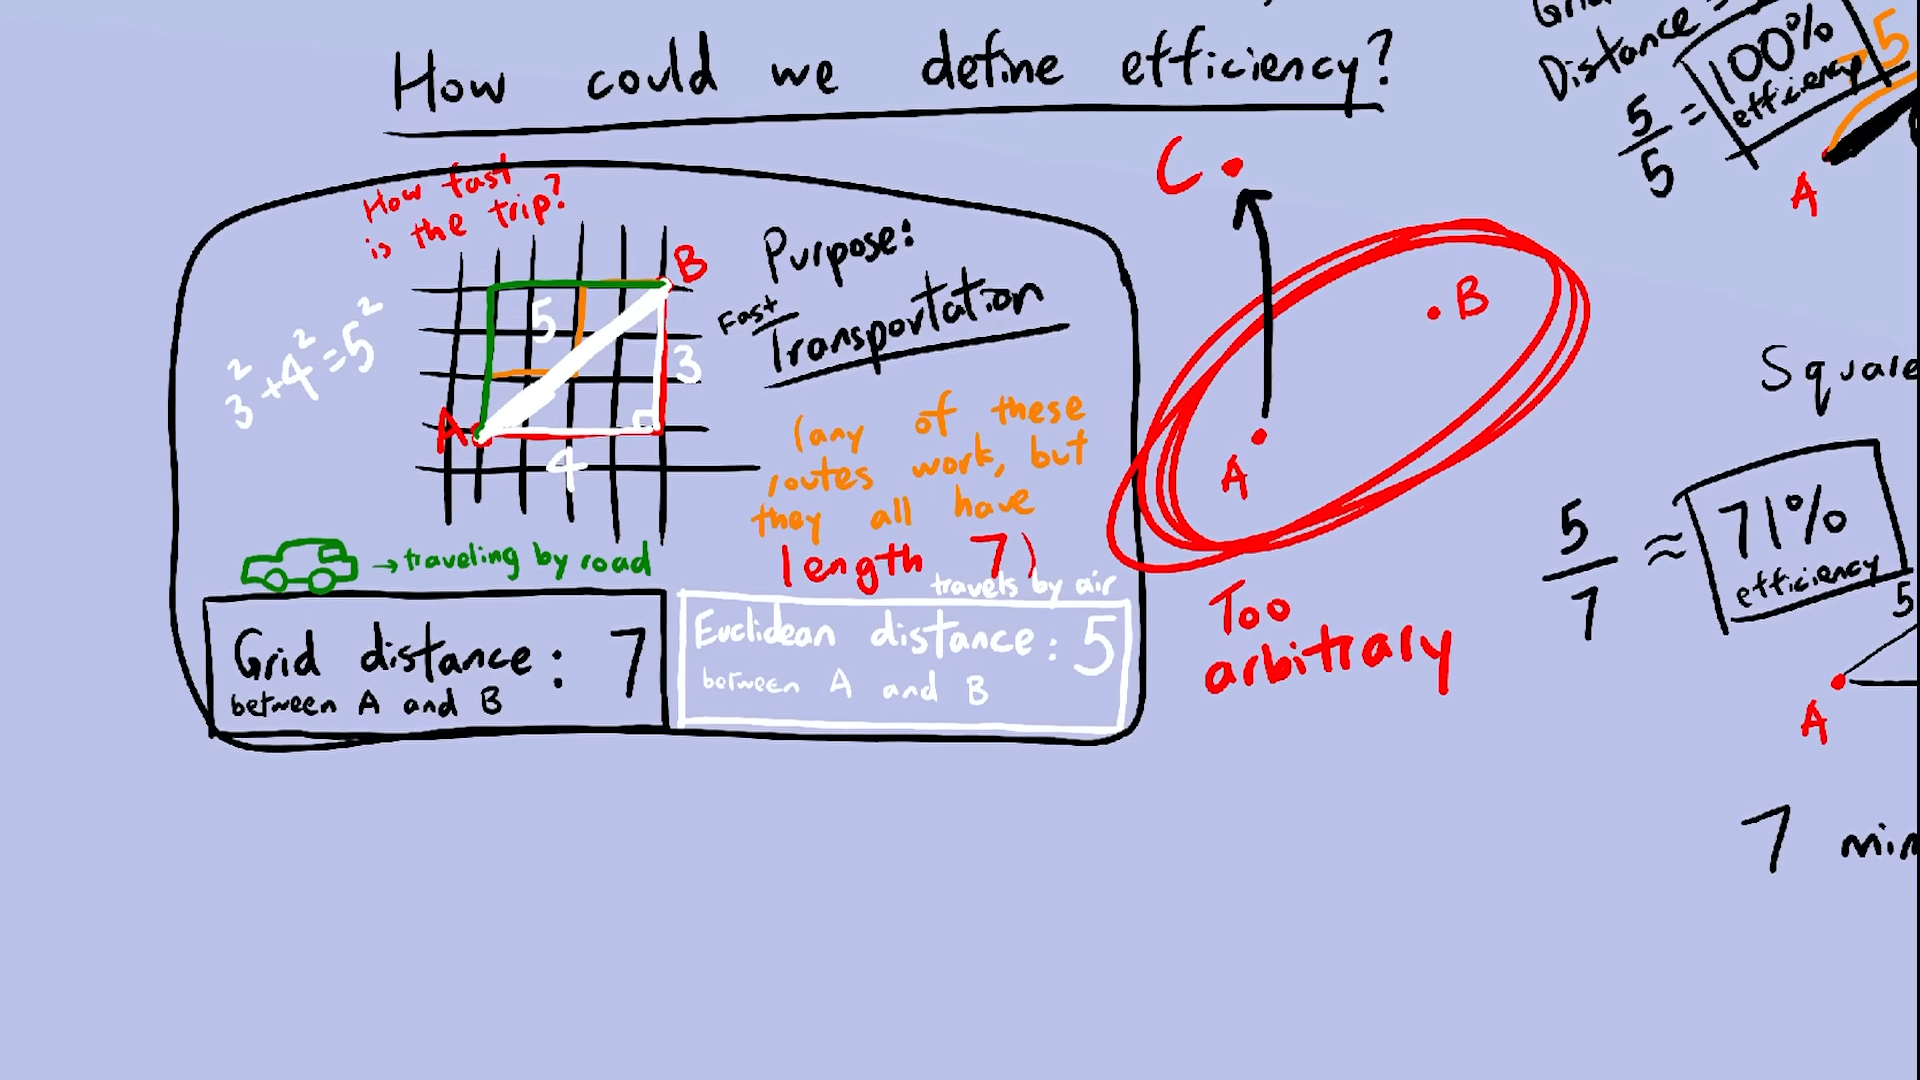 How could we define efficiency?
How fast
is the trip?
B
5
3
A
4
3² + 4² = 5²
Purpose:
Fast
Transportation
(any of these
routes work, but
they all have
length 7)
→ traveling by road
Grid distance: 7
between A and B
travels by air
Euclidean distance: 5
between A and B
C
B
A
Too
arbitrary
Distance =
5/5 = 100%
efficiency
5
A
Square
5/7 ≈ 71%
efficiency
5
A
7